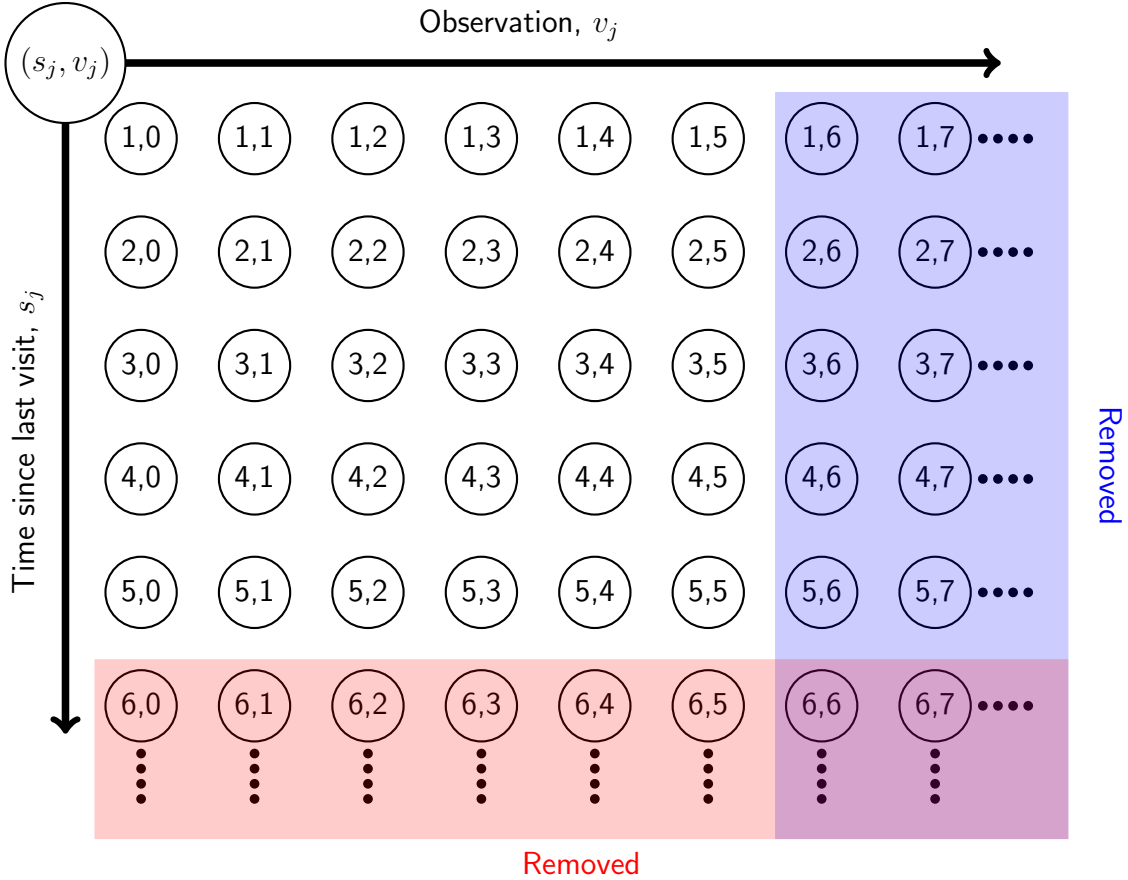 Observation, v_j
(s_j, v_j)
1,0 1,1 1,2 1,3 1,4 1,5 1,6 1,7
2,0 2,1 2,2 2,3 2,4 2,5 2,6 2,7
3,0 3,1 3,2 3,3 3,4 3,5 3,6 3,7
4,0 4,1 4,2 4,3 4,4 4,5 4,6 4,7
5,0 5,1 5,2 5,3 5,4 5,5 5,6 5,7
6,0 6,1 6,2 6,3 6,4 6,5 6,6 6,7
Time since last visit, s_j
Removed
Removed